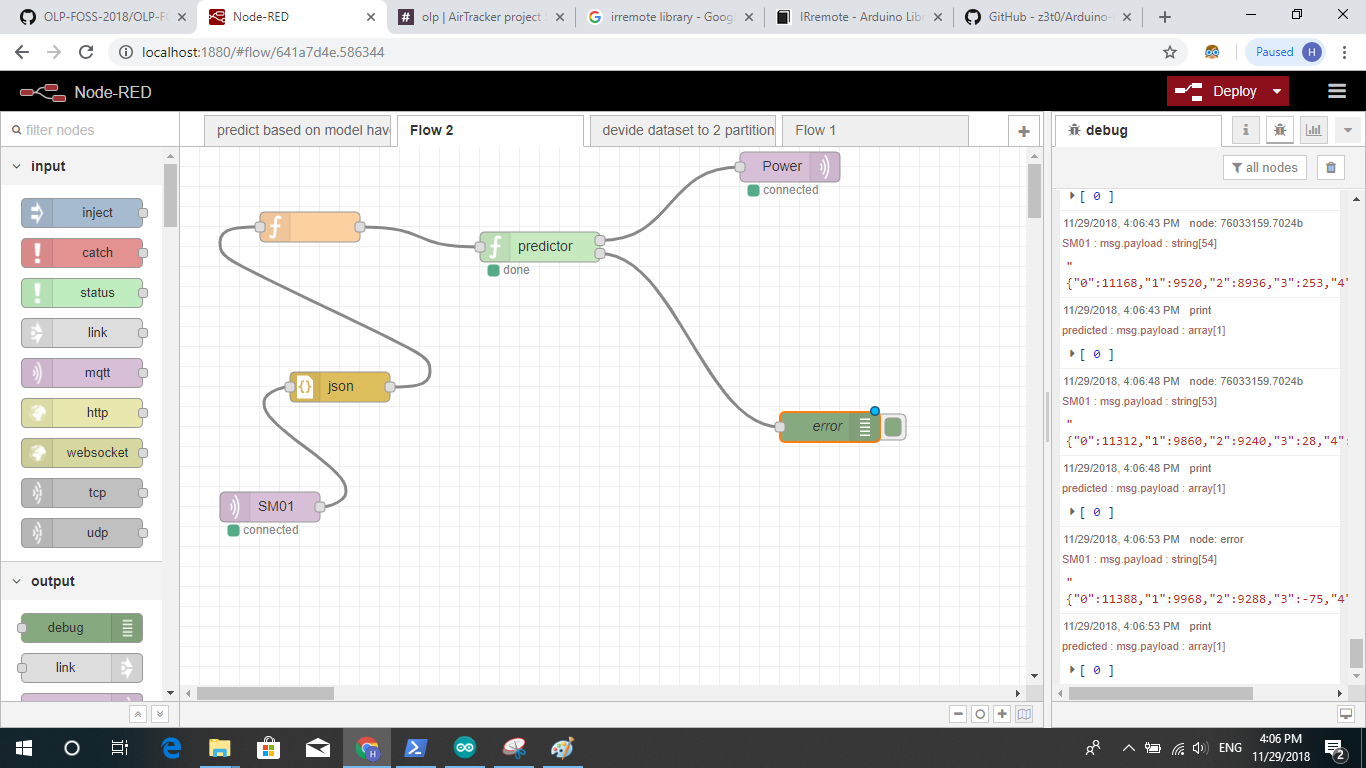 OLP-FOSS-2018/OLP-FO
Node-RED
olp | AirTracker project
irremote library - Goog
IRremote - Arduino Lib
GitHub - z3t0/Arduino-
localhost:1880/#flow/641a7d4e.586344
Paused
H
Node-RED
Deploy
filter nodes
predict based on model hav
Flow 2
devide dataset to 2 partition
Flow 1
debug
all nodes
input
inject
catch
status
link
mqtt
http
websocket
tcp
udp
output
debug
link
Power
connected
predictor
done
json
error
SM01
connected
[ 0 ]
11/29/2018, 4:06:43 PM node: 76033159.7024b
SM01 : msg.payload : string[54]
"
{"0":11168,"1":9520,"2":8936,"3":253,"4"
11/29/2018, 4:06:43 PM print
predicted : msg.payload : array[1]
[ 0 ]
11/29/2018, 4:06:48 PM node: 76033159.7024b
SM01 : msg.payload : string[53]
"
{"0":11312,"1":9860,"2":9240,"3":28,"4":
11/29/2018, 4:06:48 PM print
predicted : msg.payload : array[1]
[ 0 ]
11/29/2018, 4:06:53 PM node: error
SM01 : msg.payload : string[54]
"
{"0":11388,"1":9968,"2":9288,"3":-75,"4"
11/29/2018, 4:06:53 PM print
predicted : msg.payload : array[1]
[ 0 ]
ENG
4:06 PM
11/29/2018
2